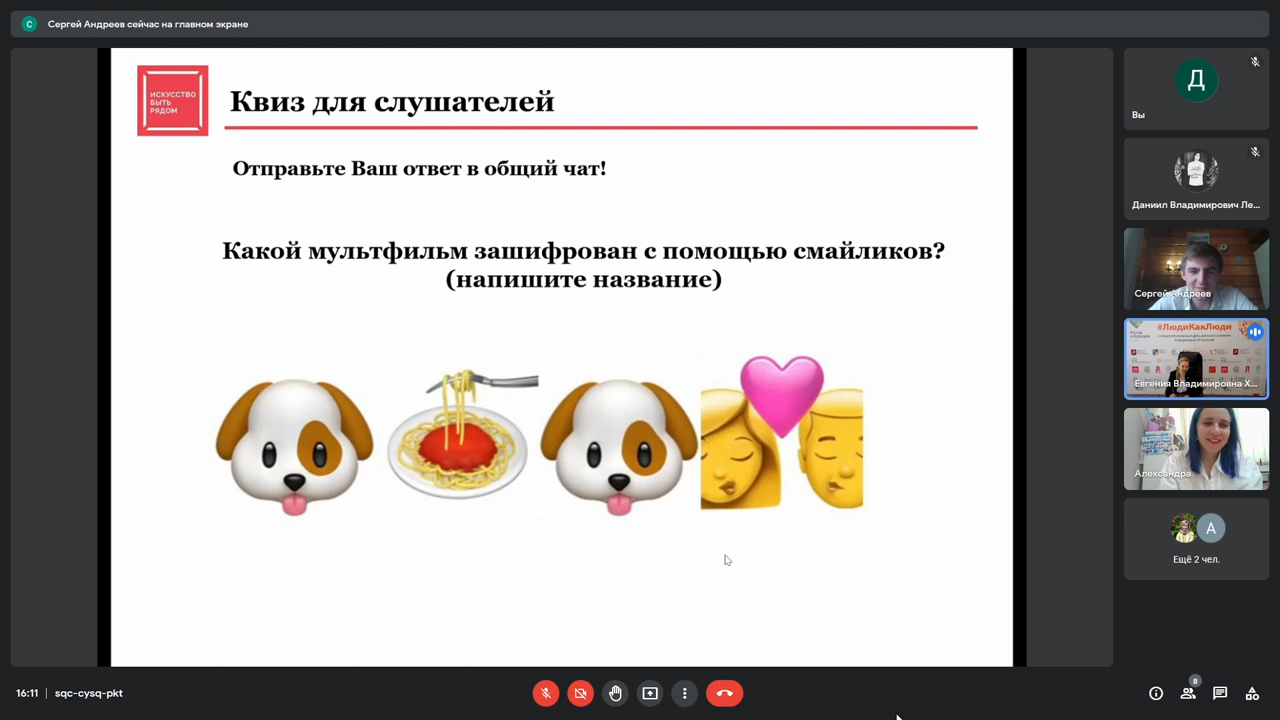 С
Сергей Андреев сейчас на главном экране
ИСКУССТВО
БЫТЬ
РЯДОМ
Квиз для слушателей
Отправьте Ваш ответ в общий чат!
Какой мультфильм зашифрован с помощью смайликов?
(напишите название)
Д
Вы
Даниил Владимирович Ле...
Сергей Андреев
#ЛюдиКакЛюди
Евгения Владимировна Х...
Александра
А
Ещё 2 чел.
16:11
sqc-cysq-pkt
8